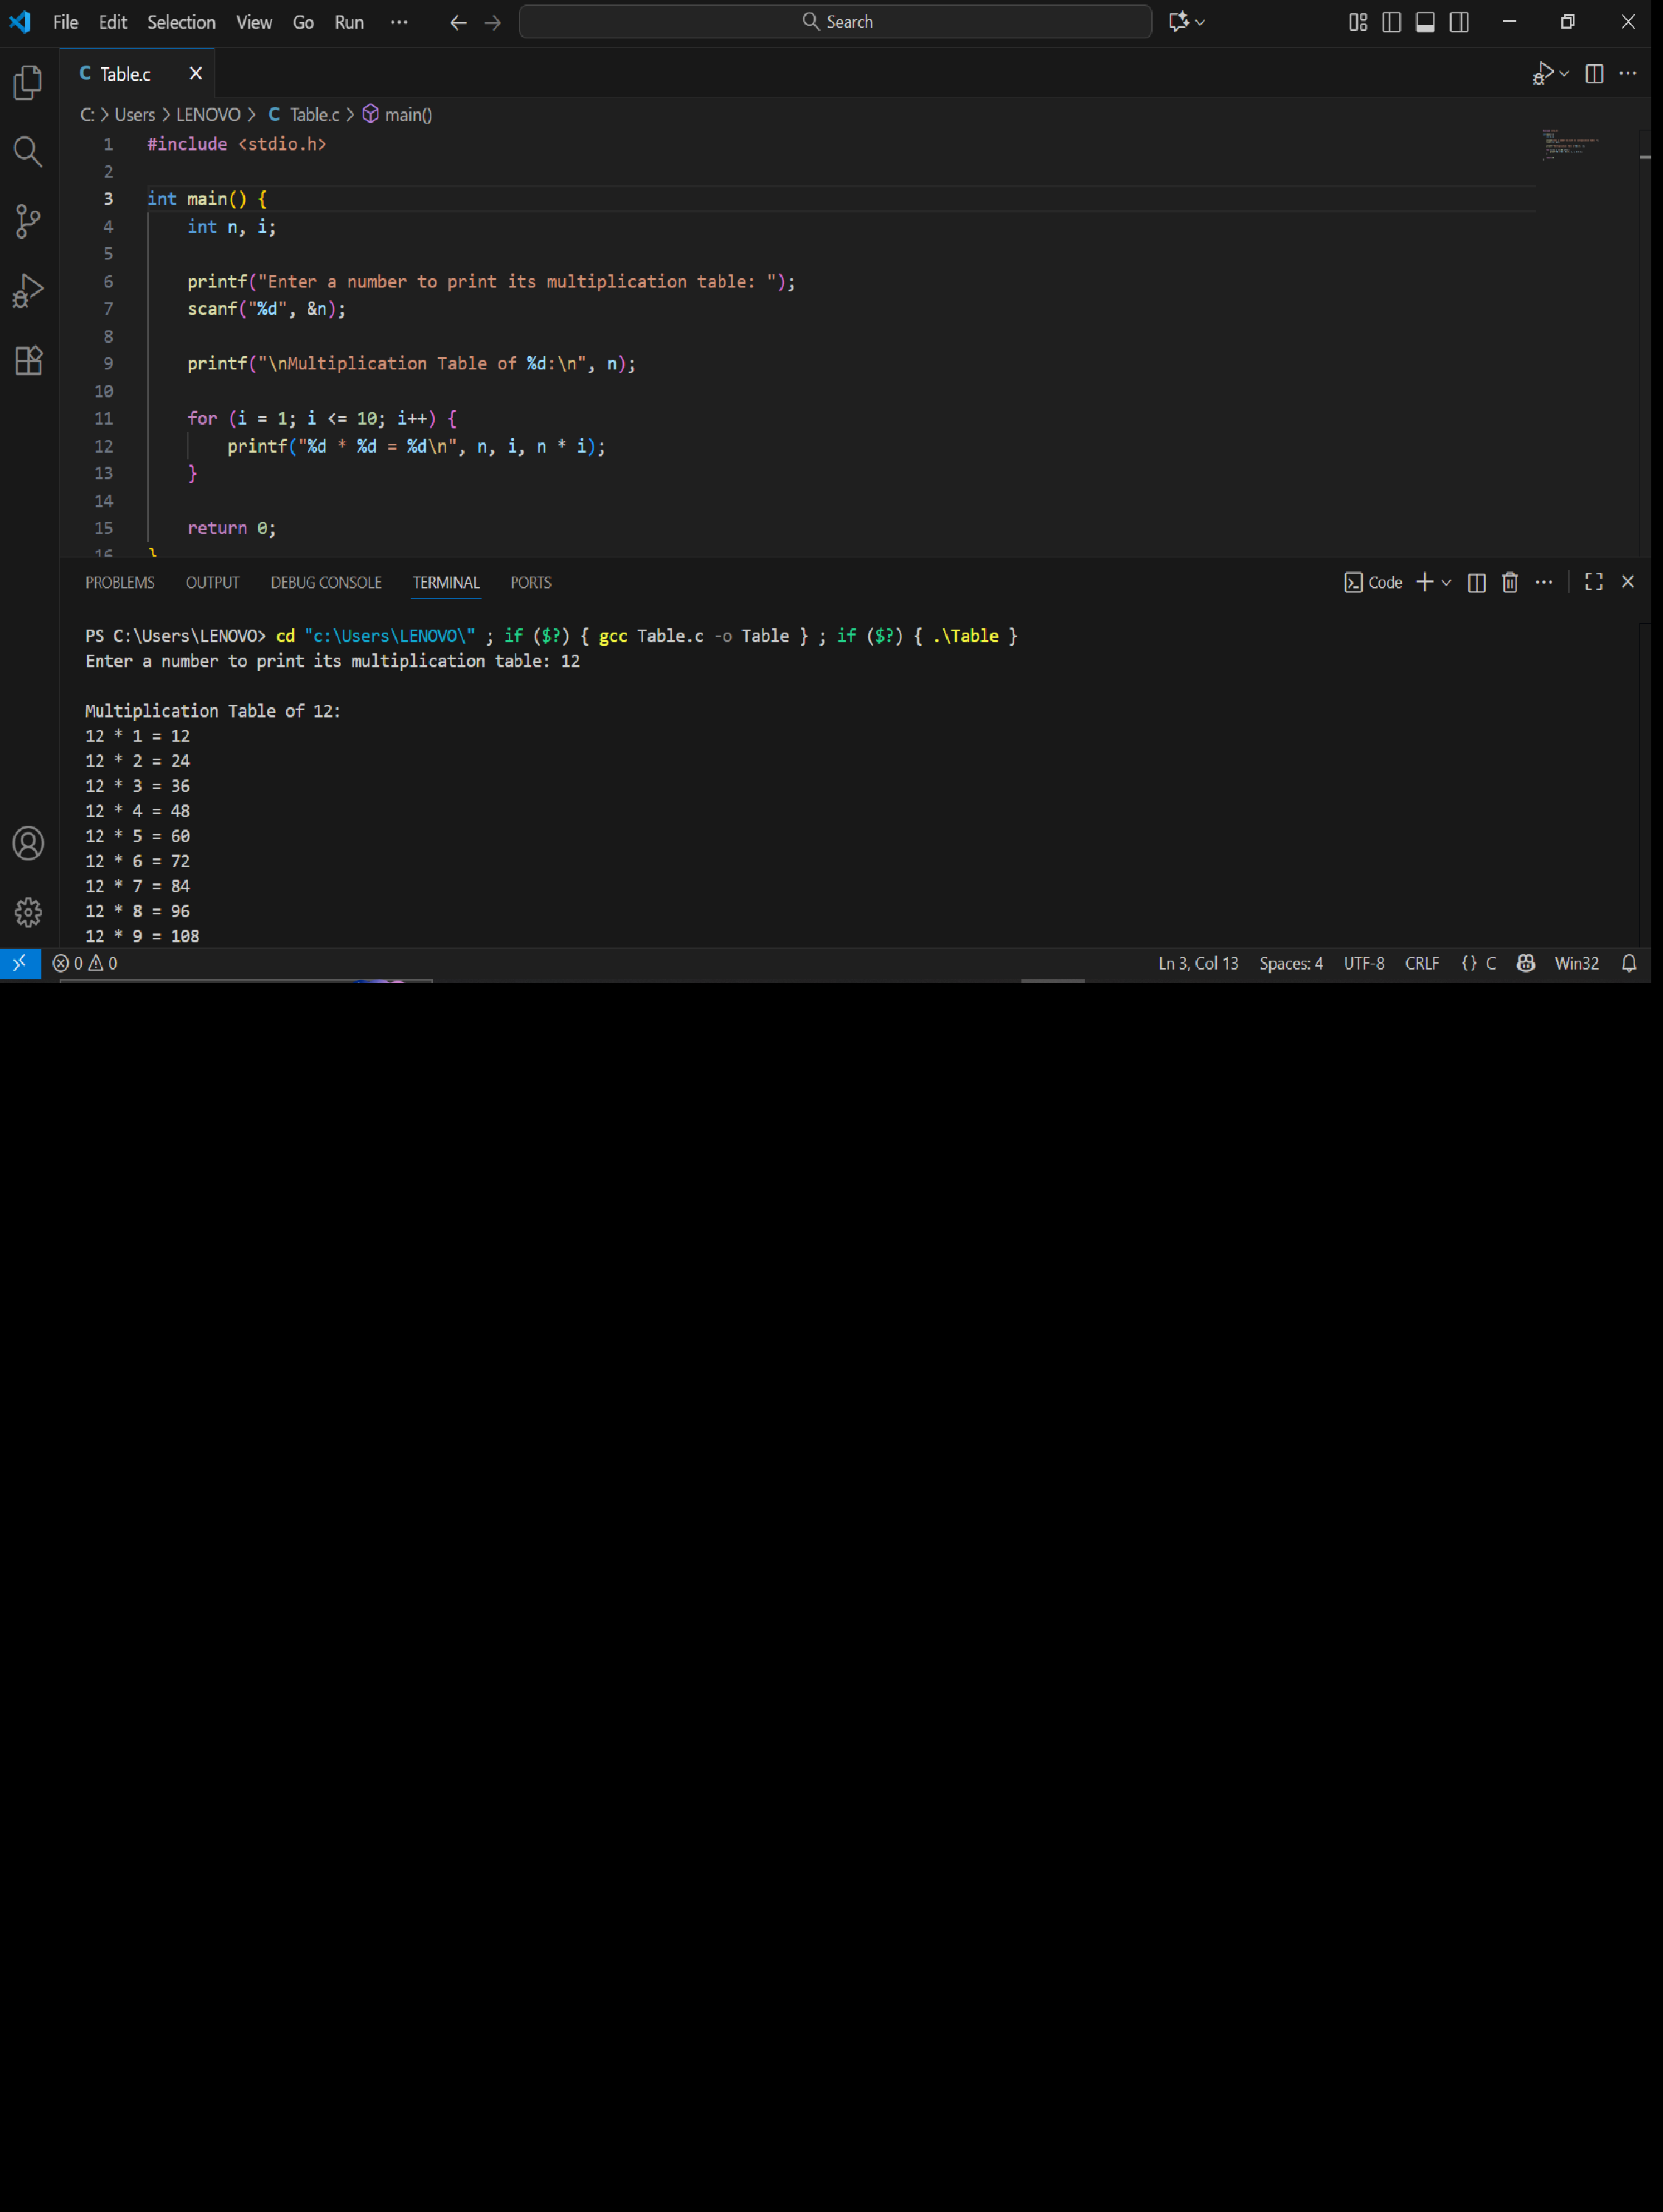 File Edit Selection View Go Run ··· Search
C Table.c
C: > Users > LENOVO > C Table.c > main()
1 #include <stdio.h>
2
3 int main() {
4     int n, i;
5
6     printf("Enter a number to print its multiplication table: ");
7     scanf("%d", &n);
8
9     printf("\nMultiplication Table of %d:\n", n);
10
11     for (i = 1; i <= 10; i++) {
12         printf("%d * %d = %d\n", n, i, n * i);
13     }
14
15     return 0;
16 }
PROBLEMS OUTPUT DEBUG CONSOLE TERMINAL PORTS Code
PS C:\Users\LENOVO> cd "c:\Users\LENOVO\" ; if ($?) { gcc Table.c -o Table } ; if ($?) { .\Table }
Enter a number to print its multiplication table: 12

Multiplication Table of 12:
12 * 1 = 12
12 * 2 = 24
12 * 3 = 36
12 * 4 = 48
12 * 5 = 60
12 * 6 = 72
12 * 7 = 84
12 * 8 = 96
12 * 9 = 108
0 0 Ln 3, Col 13 Spaces: 4 UTF-8 CRLF {} C Win32